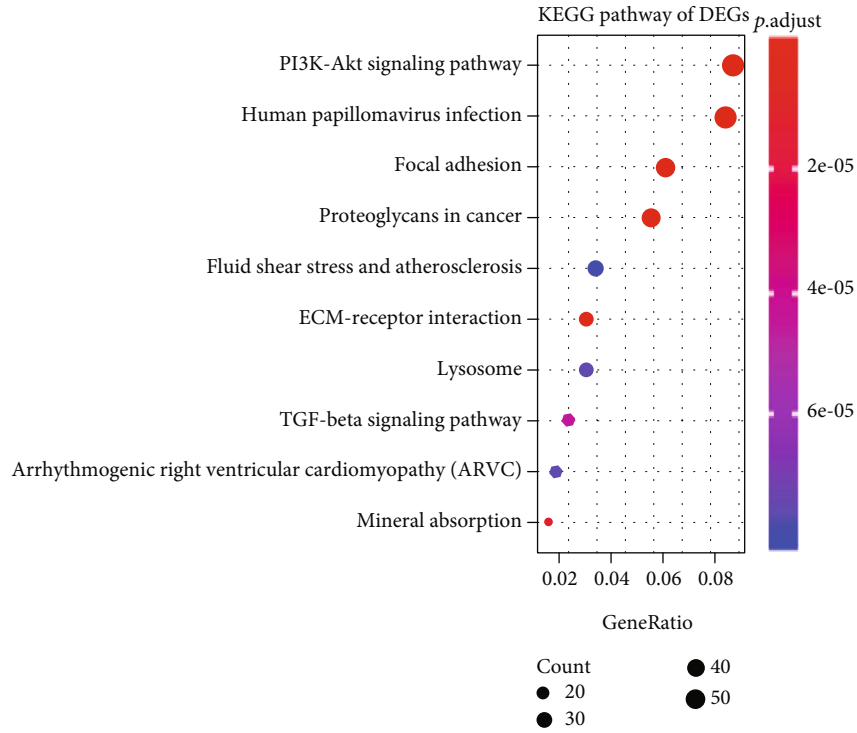 KEGG pathway of DEGs
p.adjust
PI3K-Akt signaling pathway
Human papillomavirus infection
Focal adhesion
Proteoglycans in cancer
Fluid shear stress and atherosclerosis
ECM-receptor interaction
Lysosome
TGF-beta signaling pathway
Arrhythmogenic right ventricular cardiomyopathy (ARVC)
Mineral absorption
2e-05
4e-05
6e-05
0.02 0.04 0.06 0.08
GeneRatio
Count
20 40
30 50